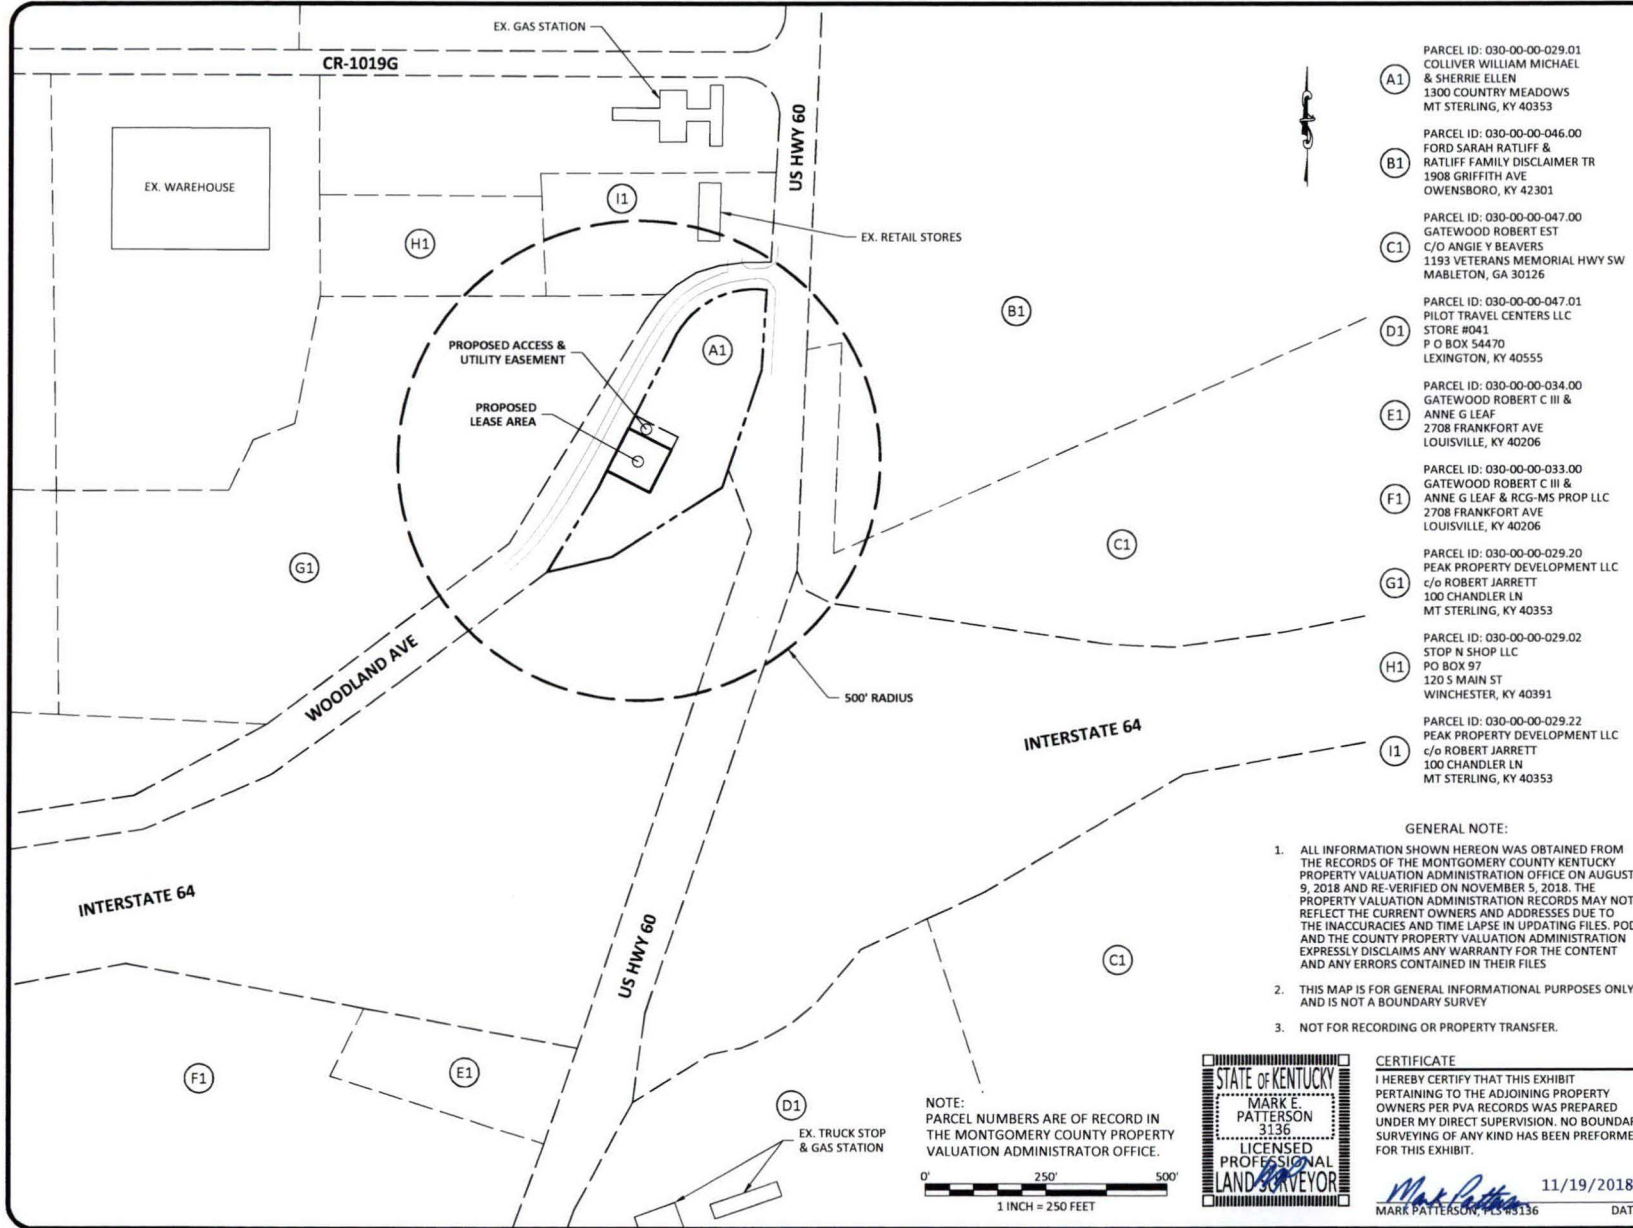 EX. GAS STATION
CR-1019G
US HWY 60
EX. WAREHOUSE
I1
H1
EX. RETAIL STORES
B1
A1
PROPOSED ACCESS &
UTILITY EASEMENT
PROPOSED
LEASE AREA
G1
C1
WOODLAND AVE
500' RADIUS
INTERSTATE 64
INTERSTATE 64
US HWY 60
C1
F1
E1
D1
EX. TRUCK STOP
& GAS STATION
A1
PARCEL ID: 030-00-00-029.01
COLLIVER WILLIAM MICHAEL
& SHERRIE ELLEN
1300 COUNTRY MEADOWS
MT STERLING, KY 40353
B1
PARCEL ID: 030-00-00-046.00
FORD SARAH RATLIFF &
RATLIFF FAMILY DISCLAIMER TR
1908 GRIFFITH AVE
OWENSBORO, KY 42301
C1
PARCEL ID: 030-00-00-047.00
GATEWOOD ROBERT EST
C/O ANGIE Y BEAVERS
1193 VETERANS MEMORIAL HWY SW
MABLETON, GA 30126
D1
PARCEL ID: 030-00-00-047.01
PILOT TRAVEL CENTERS LLC
STORE #041
P O BOX 54470
LEXINGTON, KY 40555
E1
PARCEL ID: 030-00-00-034.00
GATEWOOD ROBERT C III &
ANNE G LEAF
2708 FRANKFORT AVE
LOUISVILLE, KY 40206
F1
PARCEL ID: 030-00-00-033.00
GATEWOOD ROBERT C III &
ANNE G LEAF & RCG-MS PROP LLC
2708 FRANKFORT AVE
LOUISVILLE, KY 40206
G1
PARCEL ID: 030-00-00-029.20
PEAK PROPERTY DEVELOPMENT LLC
c/o ROBERT JARRETT
100 CHANDLER LN
MT STERLING, KY 40353
H1
PARCEL ID: 030-00-00-029.02
STOP N SHOP LLC
PO BOX 97
120 S MAIN ST
WINCHESTER, KY 40391
I1
PARCEL ID: 030-00-00-029.22
PEAK PROPERTY DEVELOPMENT LLC
c/o ROBERT JARRETT
100 CHANDLER LN
MT STERLING, KY 40353
GENERAL NOTE:
1. ALL INFORMATION SHOWN HEREON WAS OBTAINED FROM
THE RECORDS OF THE MONTGOMERY COUNTY KENTUCKY
PROPERTY VALUATION ADMINISTRATION OFFICE ON AUGUST
9, 2018 AND RE-VERIFIED ON NOVEMBER 5, 2018. THE
PROPERTY VALUATION ADMINISTRATION RECORDS MAY NOT
REFLECT THE CURRENT OWNERS AND ADDRESSES DUE TO
THE INACCURACIES AND TIME LAPSE IN UPDATING FILES. POD
AND THE COUNTY PROPERTY VALUATION ADMINISTRATION
EXPRESSLY DISCLAIMS ANY WARRANTY FOR THE CONTENT
AND ANY ERRORS CONTAINED IN THEIR FILES
2. THIS MAP IS FOR GENERAL INFORMATIONAL PURPOSES ONLY
AND IS NOT A BOUNDARY SURVEY
3. NOT FOR RECORDING OR PROPERTY TRANSFER.
NOTE:
PARCEL NUMBERS ARE OF RECORD IN
THE MONTGOMERY COUNTY PROPERTY
VALUATION ADMINISTRATOR OFFICE.
0' 250' 500'
1 INCH = 250 FEET
STATE OF KENTUCKY
MARK E.
PATTERSON
3136
LICENSED
PROFESSIONAL
LAND SURVEYOR
CERTIFICATE
I HEREBY CERTIFY THAT THIS EXHIBIT
PERTAINING TO THE ADJOINING PROPERTY
OWNERS PER PVA RECORDS WAS PREPARED
UNDER MY DIRECT SUPERVISION. NO BOUNDAR
SURVEYING OF ANY KIND HAS BEEN PREFORME
FOR THIS EXHIBIT.
Mark Patterson 11/19/2018
MARK PATTERSON, PLS #3136 DAT